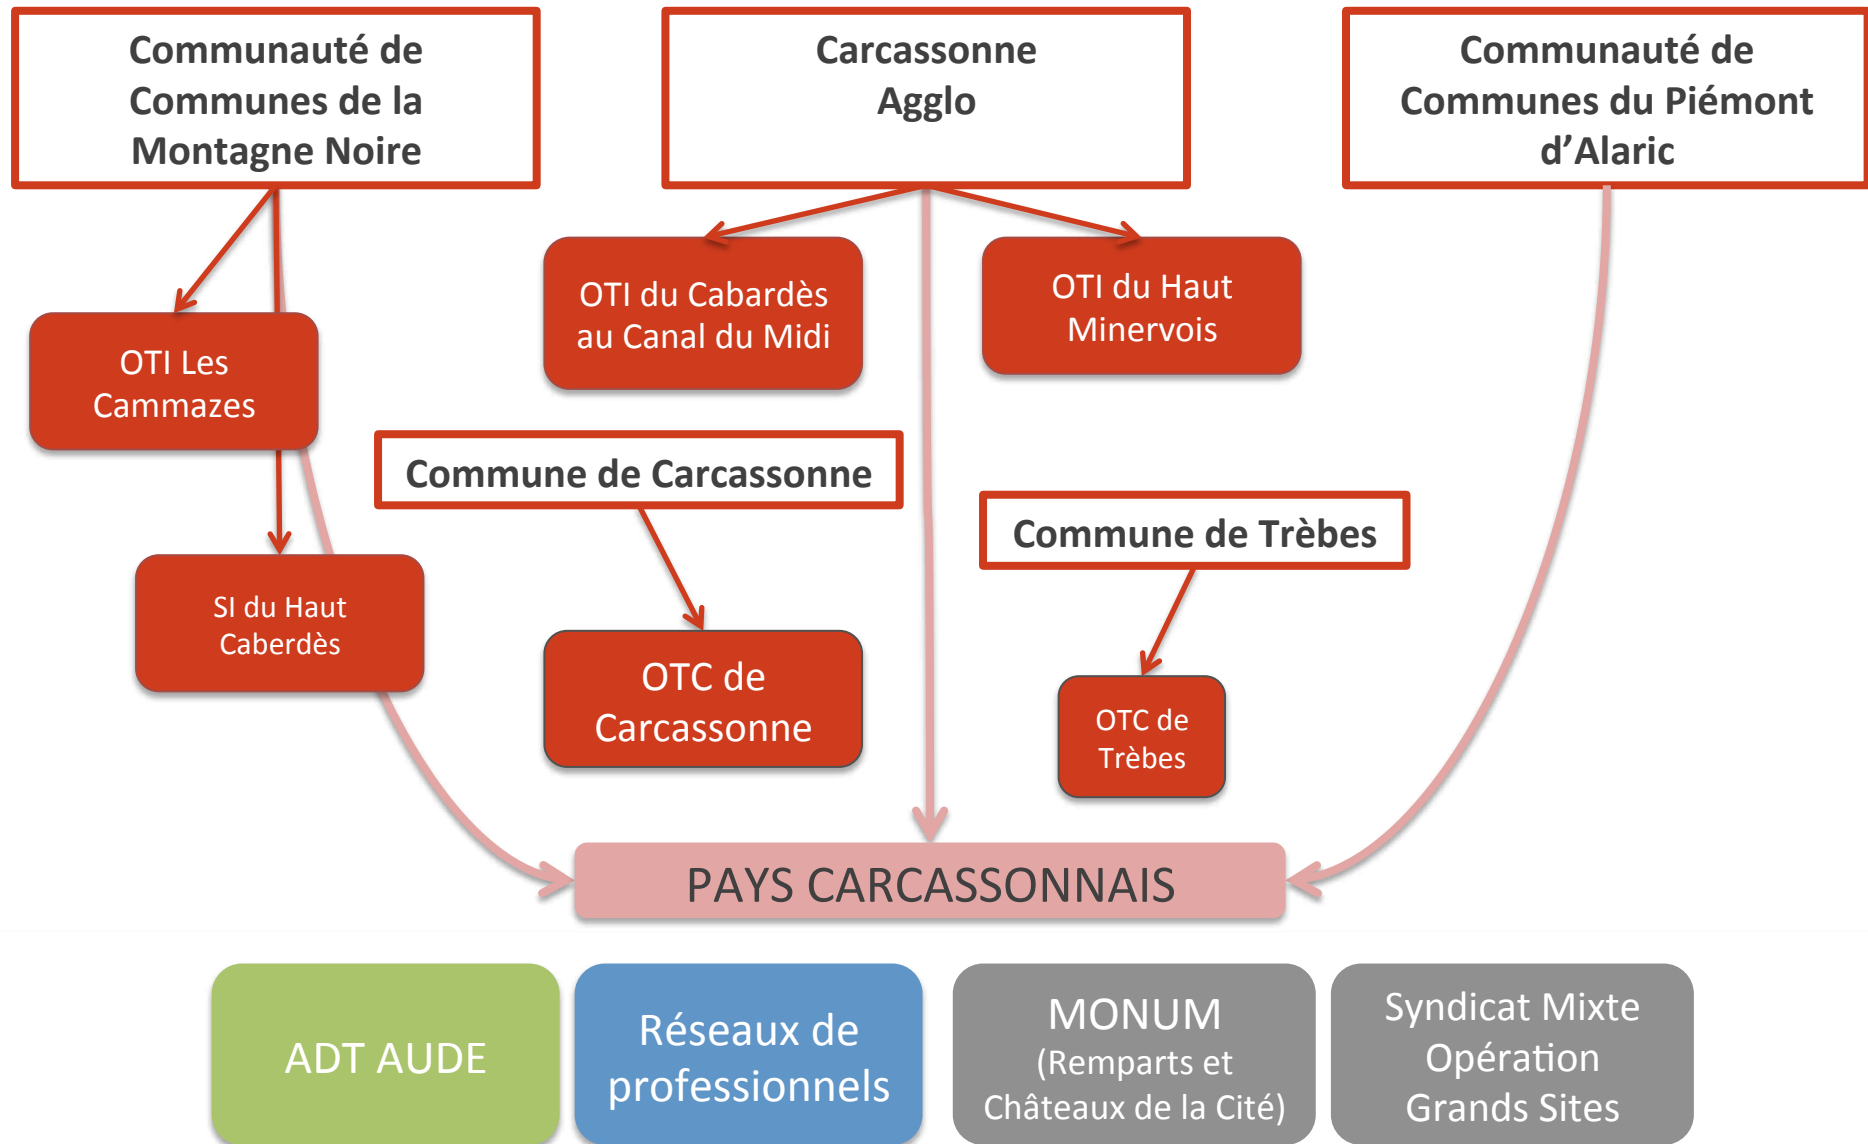 Communauté de
Communes de la
Montagne Noire
Carcassonne
Agglo
Communauté de
Communes du Piémont
d’Alaric
OTI du Cabardès
au Canal du Midi
OTI du Haut
Minervois
OTI Les
Cammazes
Commune de Carcassonne
Commune de Trèbes
SI du Haut
Caberdès
OTC de
Carcassonne
OTC de
Trèbes
PAYS CARCASSONNAIS
ADT AUDE
Réseaux de
professionnels
MONUM
(Remparts et
Châteaux de la Cité)
Syndicat Mixte
Opération
Grands Sites